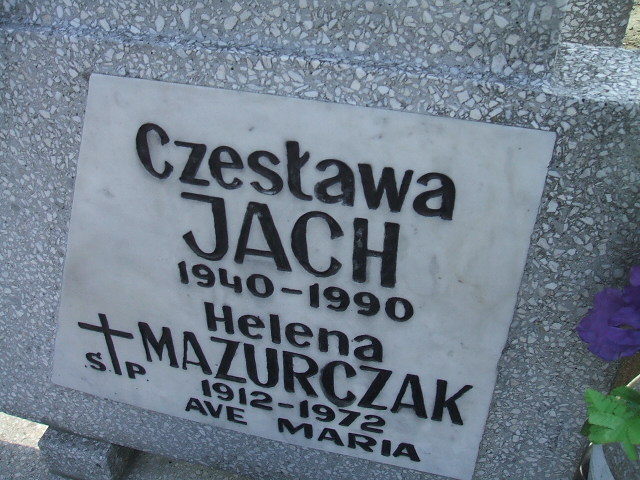 Czesława
JACH
1940-1990
Helena
MAZURCZAK
Ś P
1912-1972
AVE MARIA